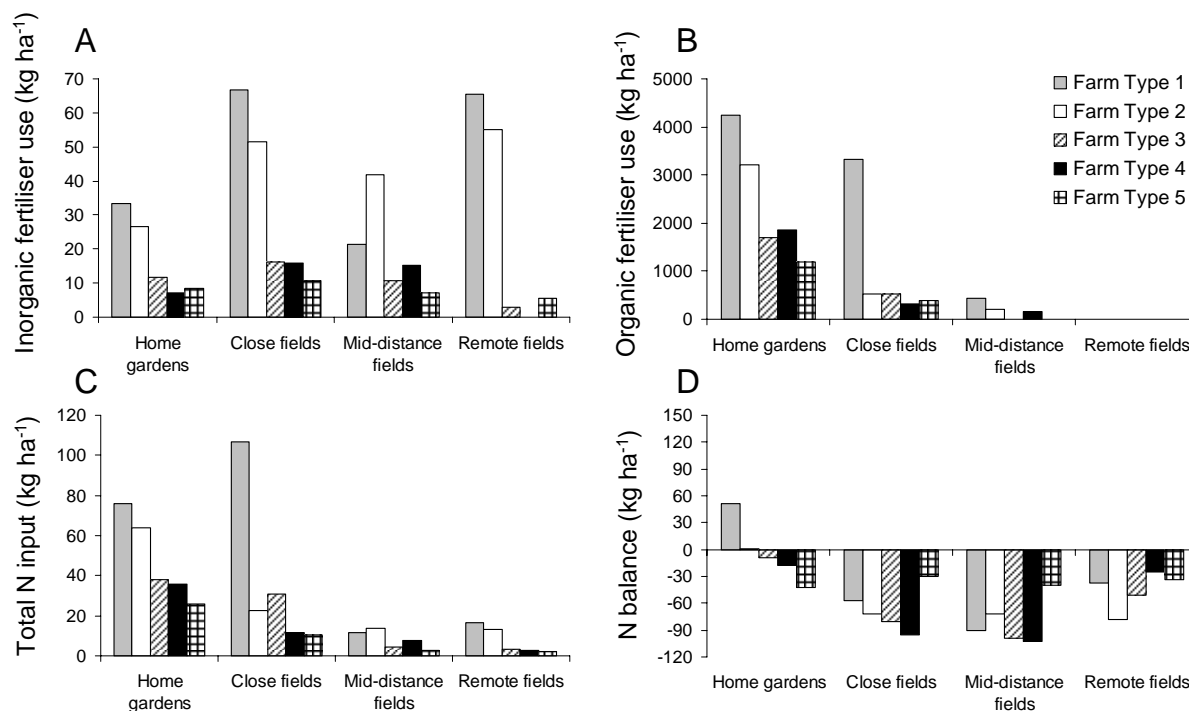 A
Inorganic fertiliser use (kg ha⁻¹)
70
60
50
40
30
20
10
0
Home gardens
Close fields
Mid-distance fields
Remote fields
B
Organic fertiliser use (kg ha⁻¹)
5000
4000
3000
2000
1000
0
Farm Type 1
Farm Type 2
Farm Type 3
Farm Type 4
Farm Type 5
Home gardens
Close fields
Mid-distance
fields
Remote fields
C
Total N input (kg ha⁻¹)
120
100
80
60
40
20
0
Home
gardens
Close fields
Mid-distance
fields
Remote fields
D
N balance (kg ha⁻¹)
90
60
30
0
-30
-60
-90
-120
Home gardens
Close fields
Mid-distance
fields
Remote fields